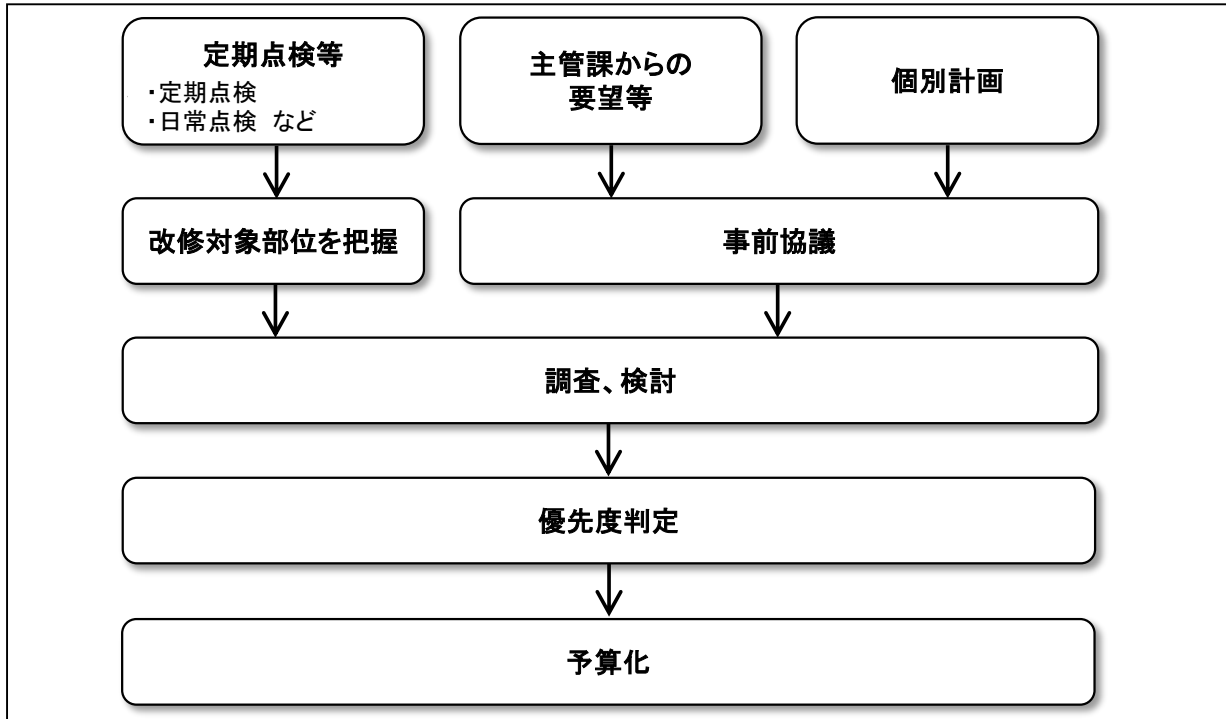 定期点検等
・定期点検
・日常点検 など
主管課からの
要望等
個別計画
改修対象部位を把握
事前協議
調査、検討
優先度判定
予算化